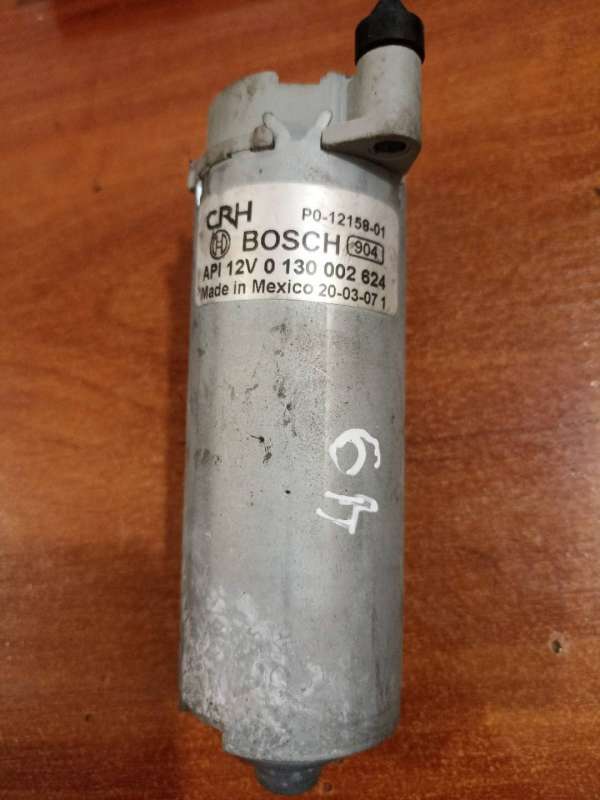 CRH P0-12158-01
BOSCH 904
API 12V 0 130 002 624
Made in Mexico 20-03-07 1